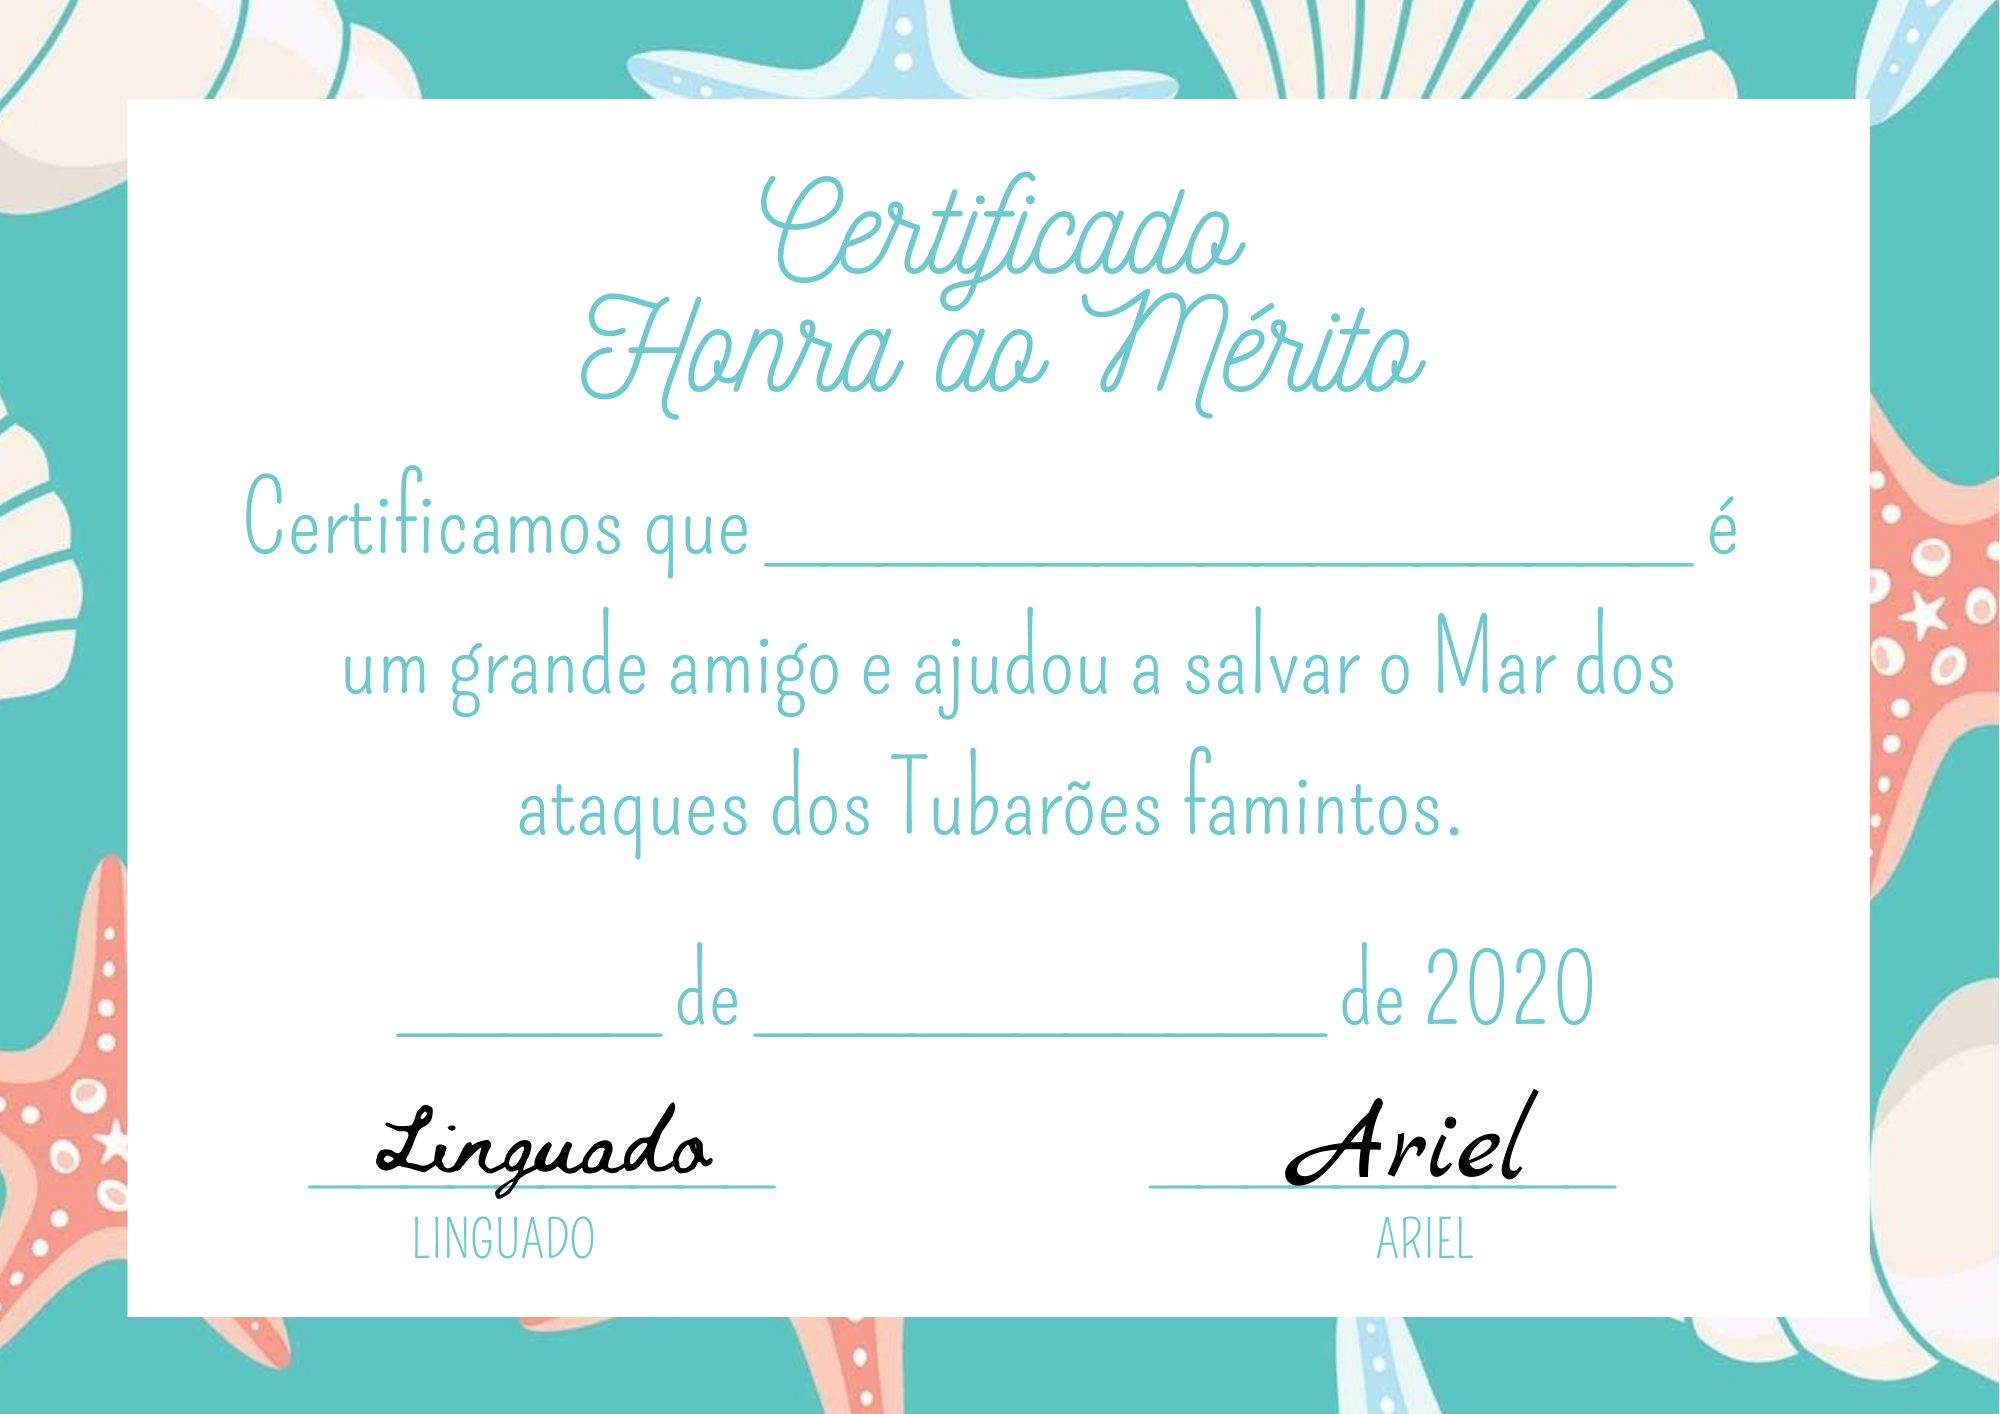 Certificado
Honra ao Mérito
Certificamos que ______________________ é
um grande amigo e ajudou a salvar o Mar dos
ataques dos Tubarões famintos.
______ de ______________ de 2020
Linguado Ariel
LINGUADO ARIEL